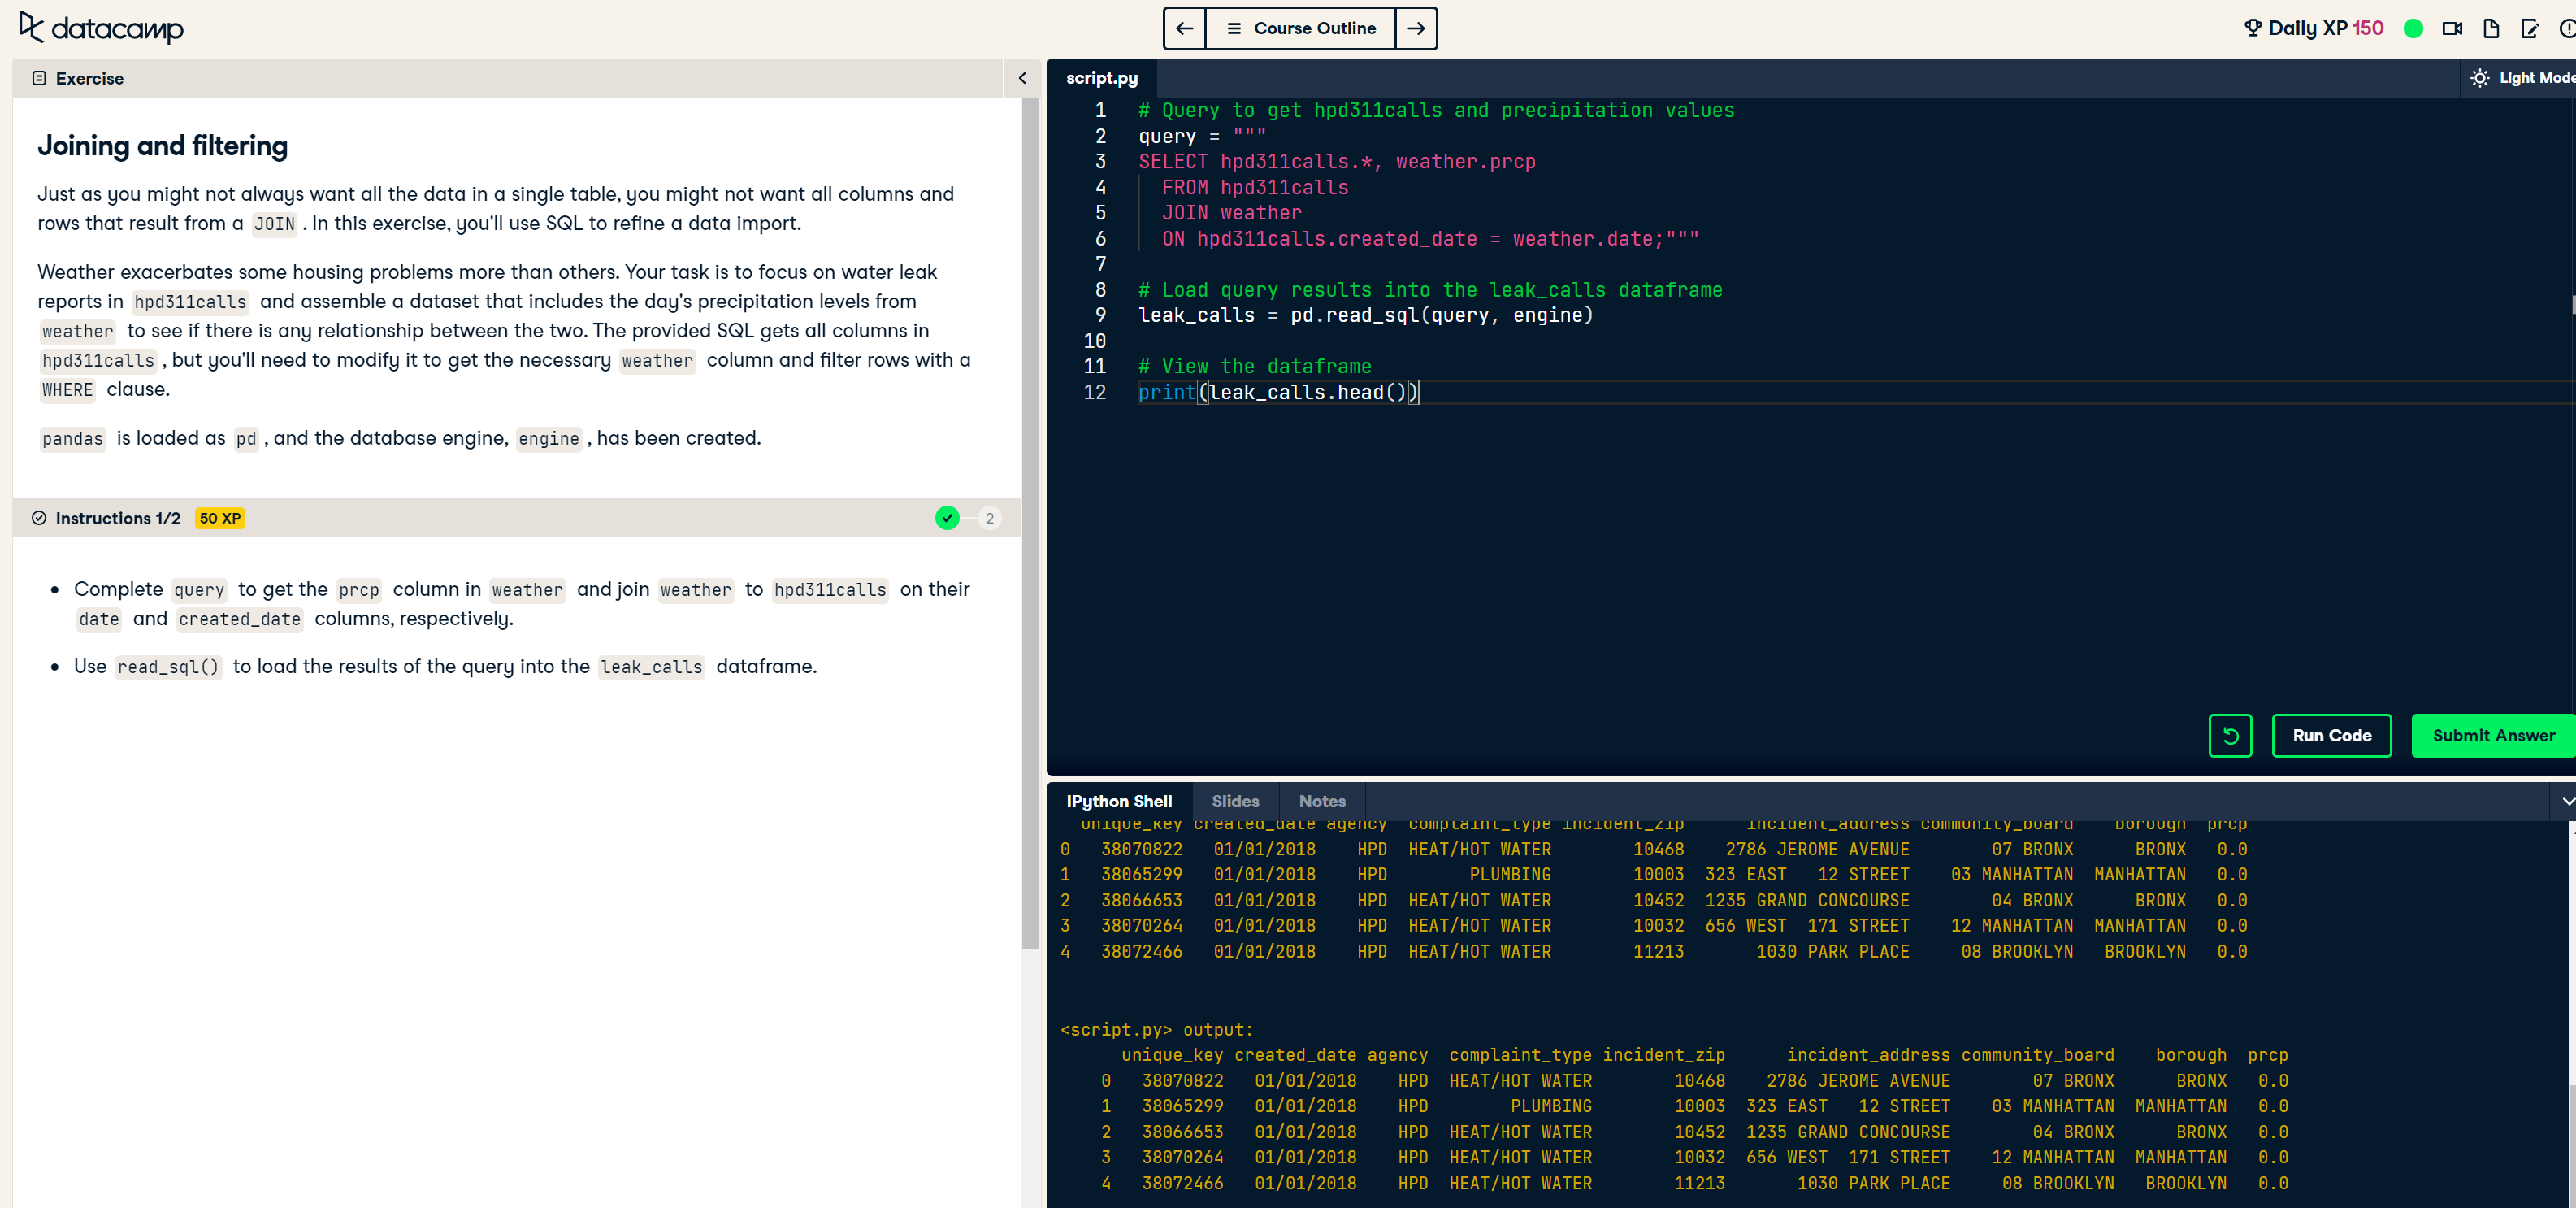 datacamp
Course Outline
Daily XP 150
Exercise
Joining and filtering
Just as you might not always want all the data in a single table, you might not want all columns and
rows that result from a JOIN . In this exercise, you'll use SQL to refine a data import.
Weather exacerbates some housing problems more than others. Your task is to focus on water leak
reports in hpd311calls and assemble a dataset that includes the day's precipitation levels from
weather to see if there is any relationship between the two. The provided SQL gets all columns in
hpd311calls , but you'll need to modify it to get the necessary weather column and filter rows with a
WHERE clause.
pandas is loaded as pd , and the database engine, engine , has been created.
Instructions 1/2 50 XP
2
• Complete query to get the prcp column in weather and join weather to hpd311calls on their
date and created_date columns, respectively.
• Use read_sql() to load the results of the query into the leak_calls dataframe.
script.py
Light Mode
1 # Query to get hpd311calls and precipitation values
2 query = """
3 SELECT hpd311calls.*, weather.prcp
4 FROM hpd311calls
5 JOIN weather
6 ON hpd311calls.created_date = weather.date;"""
7
8 # Load query results into the leak_calls dataframe
9 leak_calls = pd.read_sql(query, engine)
10
11 # View the dataframe
12 print(leak_calls.head())
Run Code
Submit Answer
IPython Shell
Slides
Notes
unique_key created_date agency complaint_type incident_zip incident_address community_board borough prcp
0 38070822 01/01/2018 HPD HEAT/HOT WATER 10468 2786 JEROME AVENUE 07 BRONX BRONX 0.0
1 38065299 01/01/2018 HPD PLUMBING 10003 323 EAST 12 STREET 03 MANHATTAN MANHATTAN 0.0
2 38066653 01/01/2018 HPD HEAT/HOT WATER 10452 1235 GRAND CONCOURSE 04 BRONX BRONX 0.0
3 38070264 01/01/2018 HPD HEAT/HOT WATER 10032 656 WEST 171 STREET 12 MANHATTAN MANHATTAN 0.0
4 38072466 01/01/2018 HPD HEAT/HOT WATER 11213 1030 PARK PLACE 08 BROOKLYN BROOKLYN 0.0
<script.py> output:
unique_key created_date agency complaint_type incident_zip incident_address community_board borough prcp
0 38070822 01/01/2018 HPD HEAT/HOT WATER 10468 2786 JEROME AVENUE 07 BRONX BRONX 0.0
1 38065299 01/01/2018 HPD PLUMBING 10003 323 EAST 12 STREET 03 MANHATTAN MANHATTAN 0.0
2 38066653 01/01/2018 HPD HEAT/HOT WATER 10452 1235 GRAND CONCOURSE 04 BRONX BRONX 0.0
3 38070264 01/01/2018 HPD HEAT/HOT WATER 10032 656 WEST 171 STREET 12 MANHATTAN MANHATTAN 0.0
4 38072466 01/01/2018 HPD HEAT/HOT WATER 11213 1030 PARK PLACE 08 BROOKLYN BROOKLYN 0.0